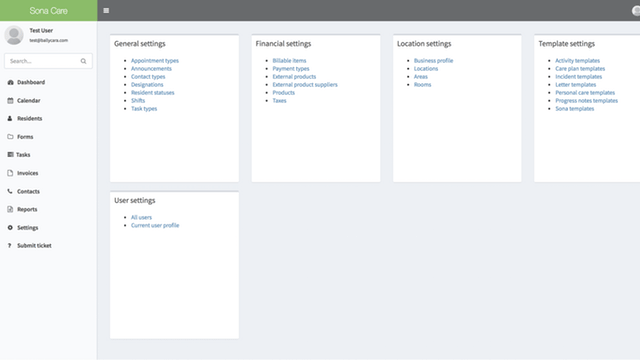 Sona Care
Test User
test@bailycara.com
Search...
Dashboard
Calendar
Residents
Forms
Tasks
Invoices
Contacts
Reports
Settings
Submit ticket
General settings
Appointment types
Announcements
Contact types
Designations
Resident statuses
Shifts
Task types
Financial settings
Billable items
Payment types
External products
External product suppliers
Products
Taxes
Location settings
Business profile
Locations
Areas
Rooms
Template settings
Activity templates
Care plan templates
Incident templates
Letter templates
Personal care templates
Progress notes templates
Sona templates
User settings
All users
Current user profile